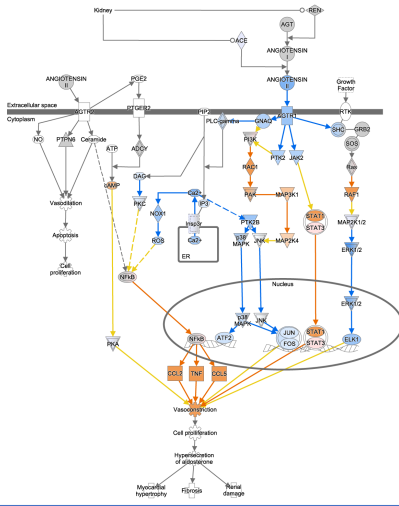 Kidney
REN
AGT
ACE
ANGIOTENSIN
I
ANGIOTENSIN
II
PGE2
ANGIOTENSIN
II
Growth
Factor
Extracellular space
Cytoplasm
AGTR2
PTGER2
PIP2
PLC-gamma
GNAQ
AGTR1
RTK
SHC
GRB2
NO
PTPN6
Ceramide
ATP
ADCY
PI3K
PTK2
JAK2
SOS
Ras
cAMP
DAG
RAC1
PKC
NOX1
Ca2+
IP3
PAK
MAP3K1
RAF1
Vasodilation
STAT1
STAT3
MAP2K1/2
Insp3r
PTK2B
Apoptosis
ROS
Ca2+
p38
MAPK
JNK
MAP2K4
ERK1/2
ER
Cell
proliferation
NFkB
Nucleus
ERK1/2
p38
MAPK
JNK
PKA
NFkB
ATF2
JUN
FOS
STAT1
STAT3
ELK1
CCL2
TNF
CCL5
Vasoconstriction
Cell proliferation
Hypersecretion
of aldosterone
Myocardial
hypertrophy
Fibrosis
Renal
damage